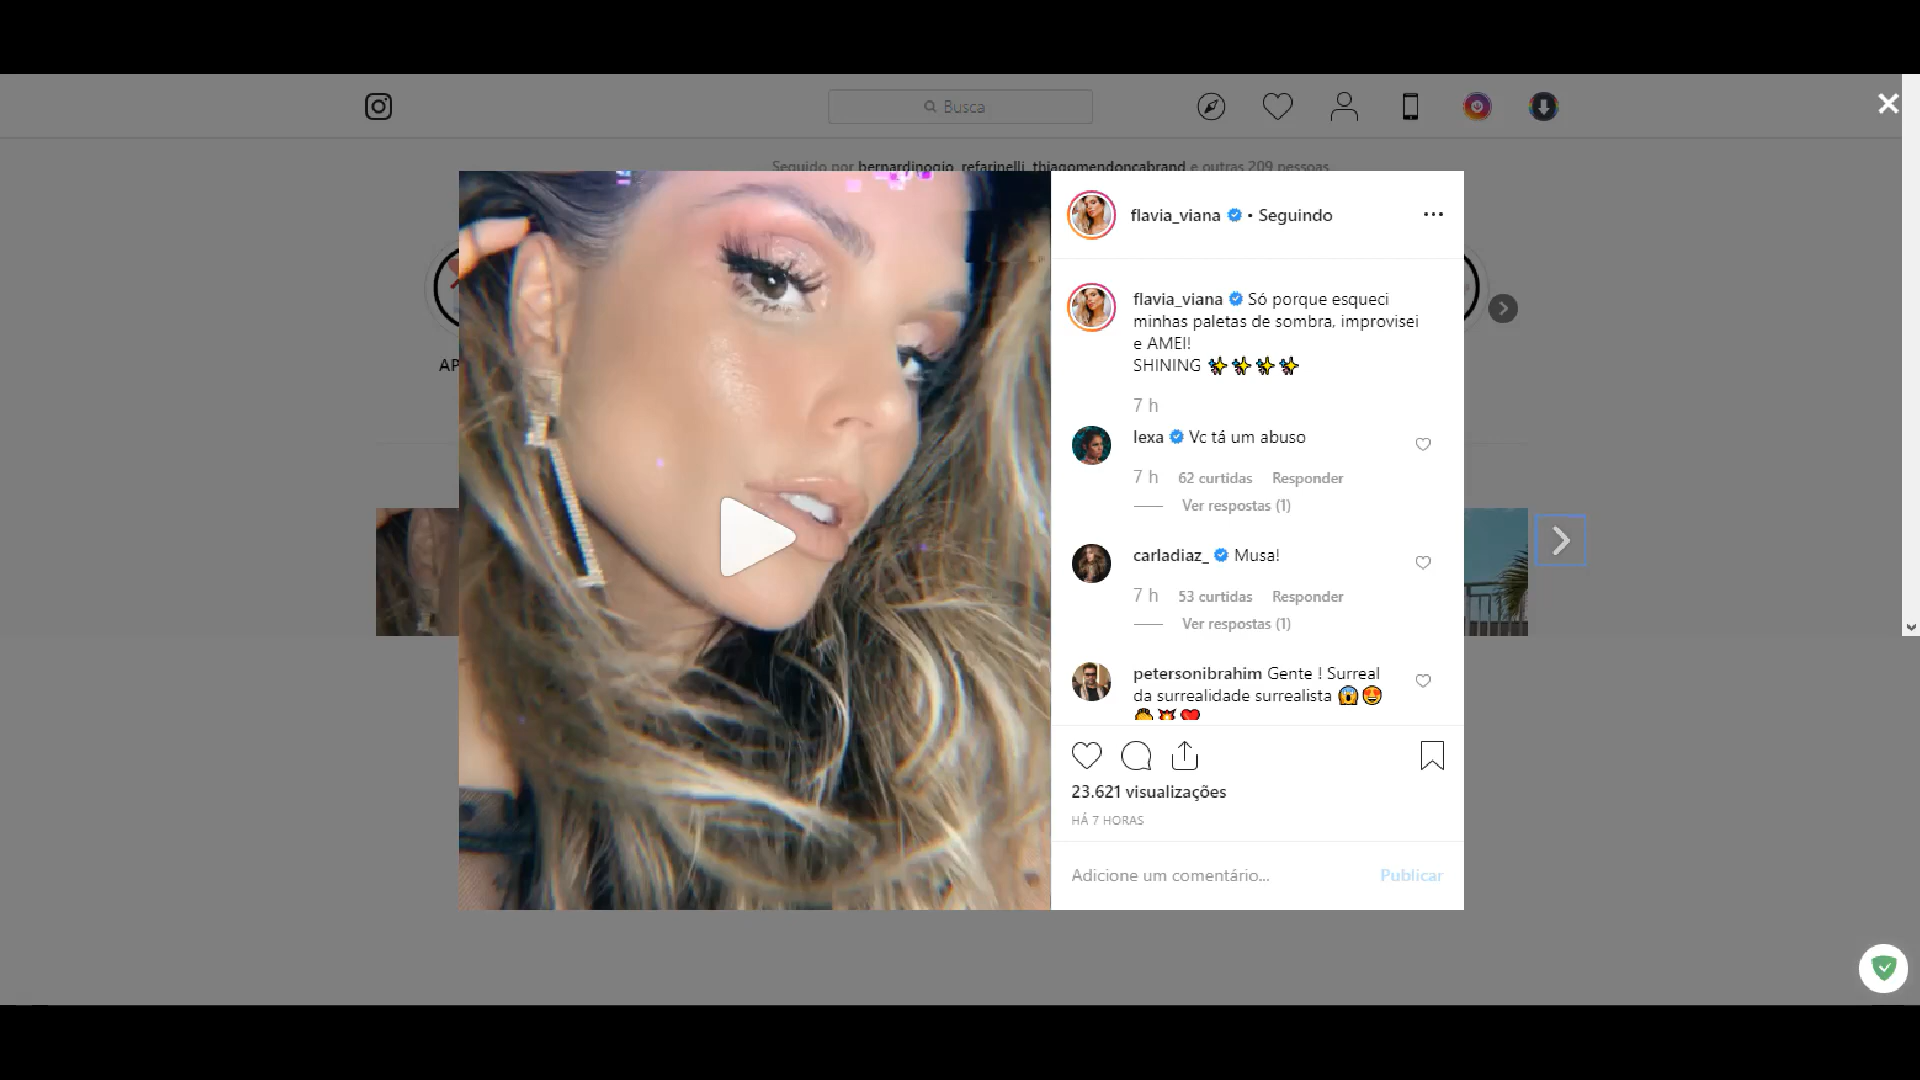 Busca
Seguido por bernardinogio, refarinelli, thiagomendoncabrand e outras 209 pessoas
AP
flavia_viana • Seguindo
flavia_viana Só porque esqueci
minhas paletas de sombra, improvisei
e AMEI!
SHINING ✨✨✨✨
7 h
lexa Vc tá um abuso
7 h 62 curtidas Responder
Ver respostas (1)
carladiaz_ Musa!
7 h 53 curtidas Responder
Ver respostas (1)
petersonibrahim Gente ! Surreal
da surrealidade surrealista 😱😍
👏💥❤️
23.621 visualizações
HÁ 7 HORAS
Adicione um comentário... Publicar